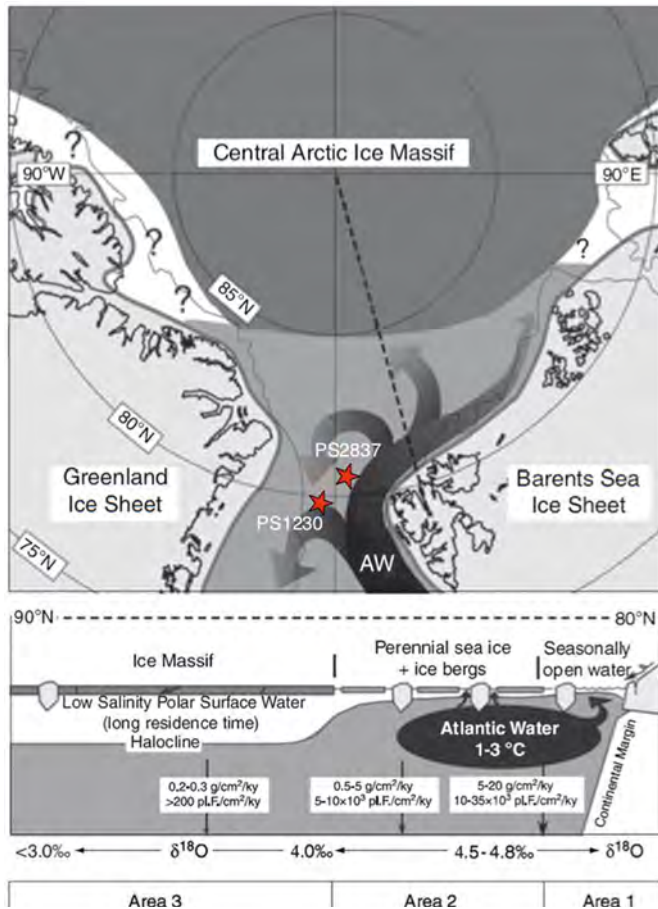 Central Arctic Ice Massif
?
90°W
90°E
?
?
?
85°N
80°N
PS2837
Greenland
Ice Sheet
Barents Sea
Ice Sheet
PS1230
75°N
AW
90°N
80°N
Ice Massif
Perennial sea ice
+ ice bergs
Seasonally
open water
Low Salinity Polar Surface Water
(long residence time)
Halocline
Atlantic Water
1-3 °C
Continental Margin
0.2-0.3 g/cm²/ky
>200 pl.F./cm²/ky
0.5-5 g/cm²/ky
5-10×10³ pl.F./cm²/ky
5-20 g/cm²/ky
10-35×10³ pl.F./cm²/ky
<3.0‰
δ¹⁸O
4.0‰
4.5-4.8‰
δ¹⁸O
Area 3
Area 2
Area 1